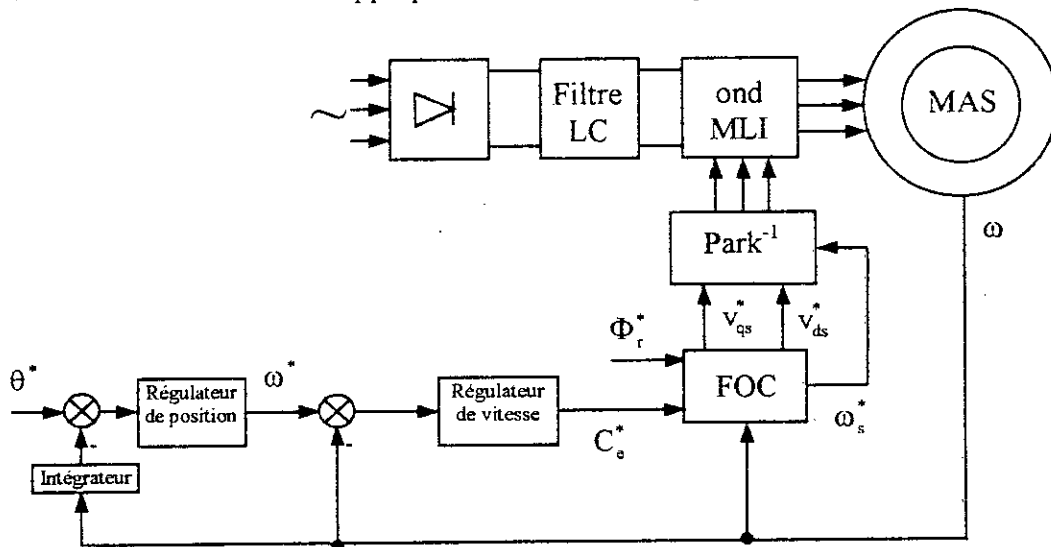 Filtre
LC
ond
MLI
MAS
ω
Park⁻¹
v*qs
v*ds
Φ*r
FOC
ω*s
θ*
Régulateur
de position
ω*
Régulateur
de vitesse
C*e
Intégrateur